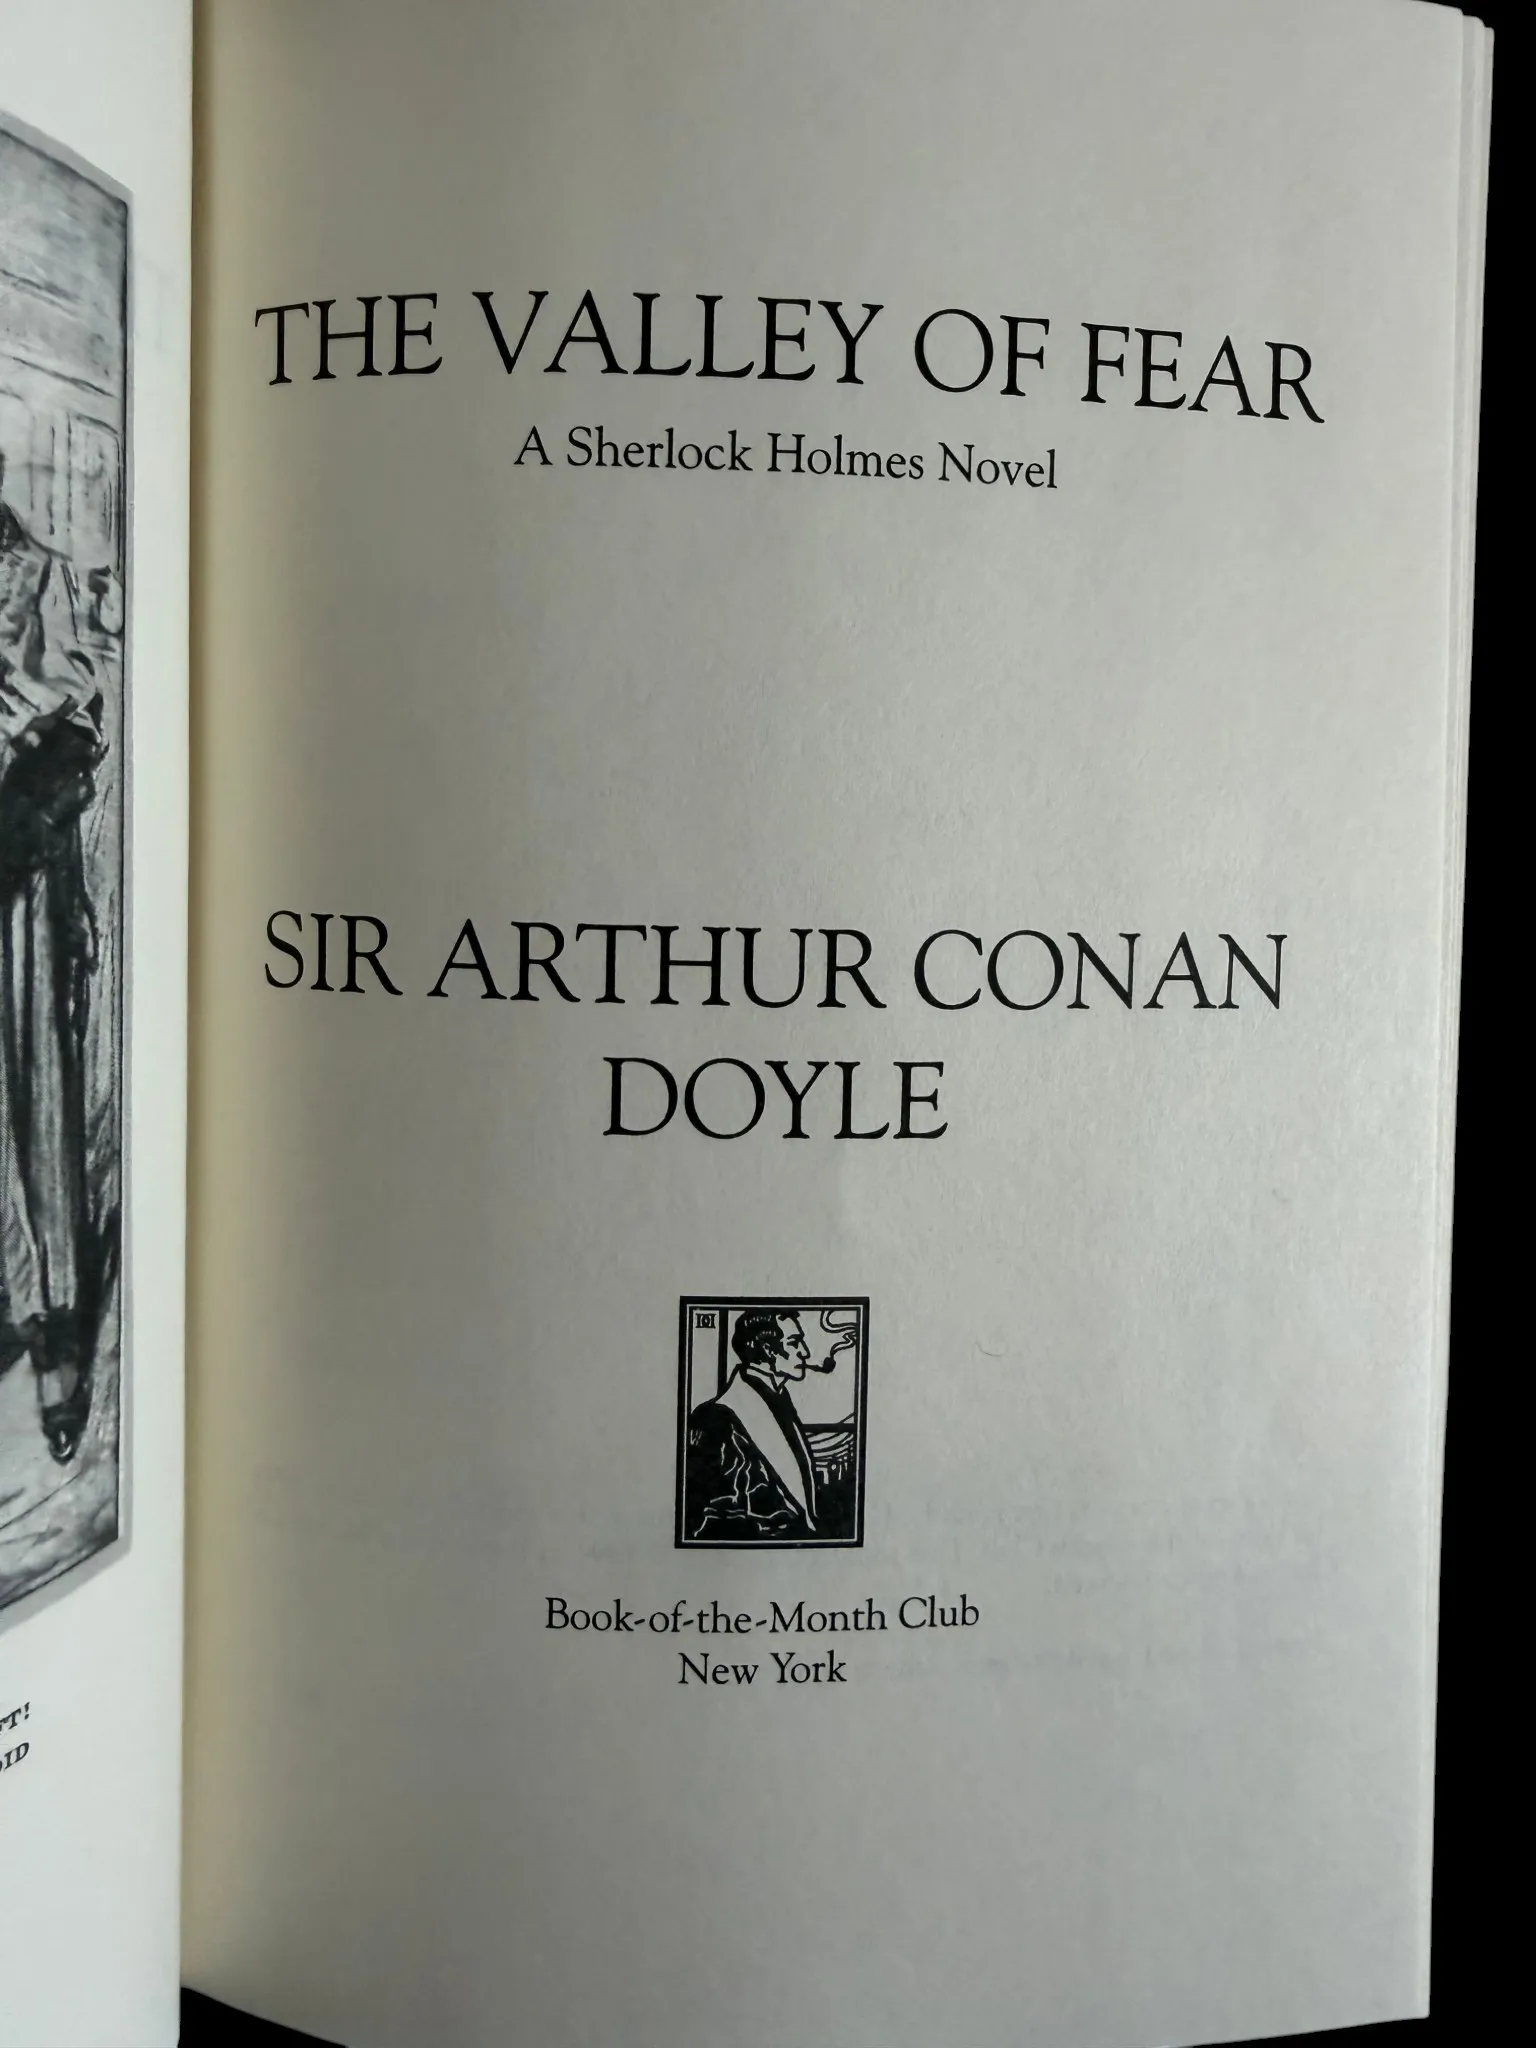 THE VALLEY OF FEAR
A Sherlock Holmes Novel
SIR ARTHUR CONAN
DOYLE
Book-of-the-Month Club
New York